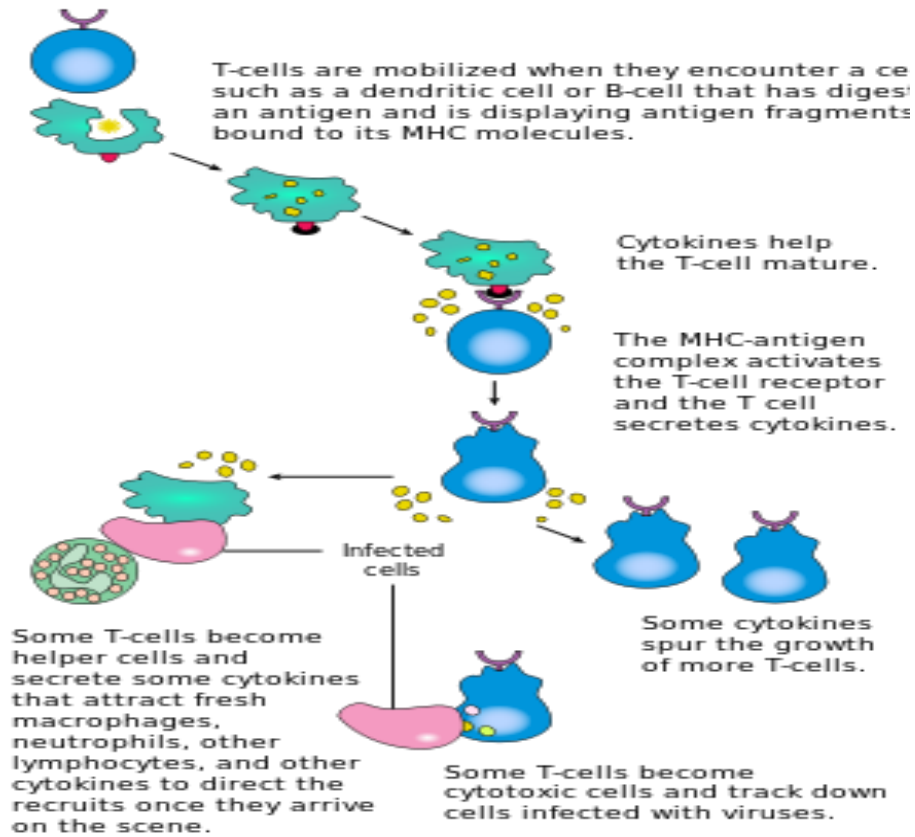 T-cells are mobilized when they encounter a ce
such as a dendritic cell or B-cell that has digest
an antigen and is displaying antigen fragments
bound to its MHC molecules.
Cytokines help
the T-cell mature.
The MHC-antigen
complex activates
the T-cell receptor
and the T cell
secretes cytokines.
Infected
cells
Some cytokines
spur the growth
of more T-cells.
Some T-cells become
helper cells and
secrete some cytokines
that attract fresh
macrophages,
neutrophils, other
lymphocytes, and other
cytokines to direct the
recruits once they arrive
on the scene.
Some T-cells become
cytotoxic cells and track down
cells infected with viruses.